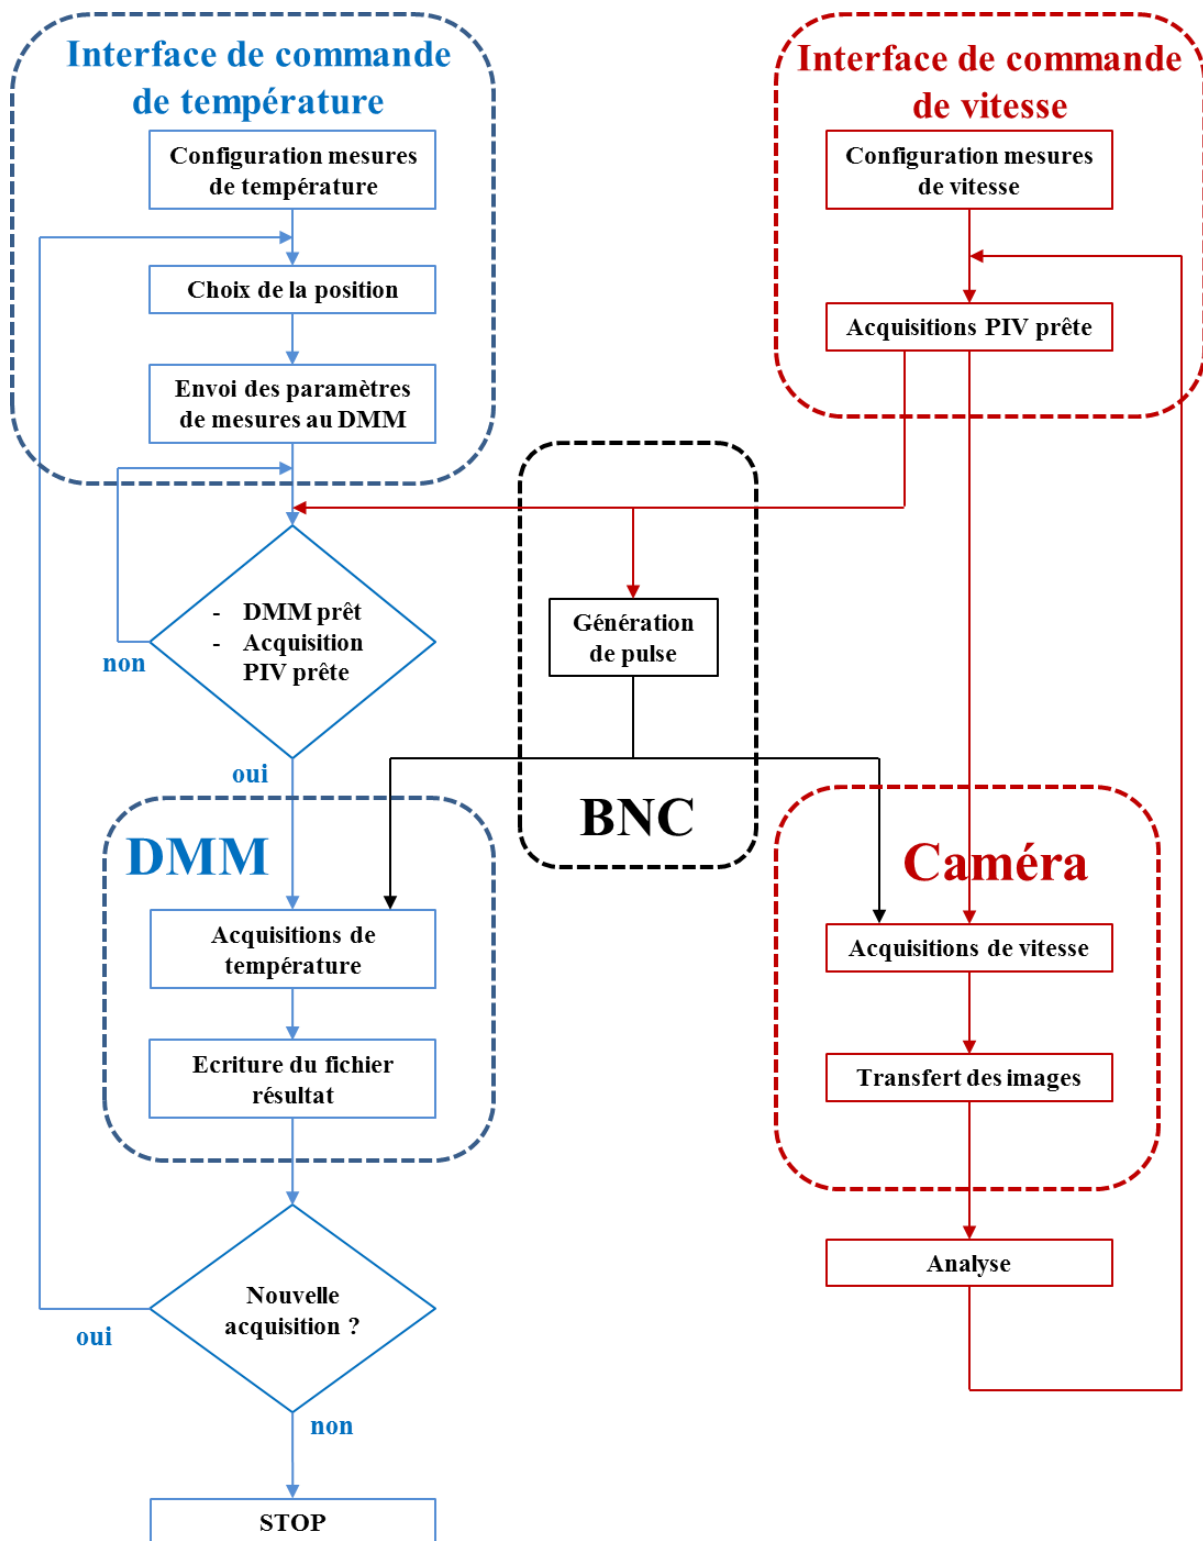 Interface de commande
de température
Configuration mesures
de température
Choix de la position
Envoi des paramètres
de mesures au DMM
- DMM prêt
- Acquisition
PIV prête
non
oui
DMM
Acquisitions de
température
Ecriture du fichier
résultat
Nouvelle
acquisition ?
oui
non
STOP
Génération
de pulse
BNC
Interface de commande
de vitesse
Configuration mesures
de vitesse
Acquisitions PIV prête
Caméra
Acquisitions de vitesse
Transfert des images
Analyse